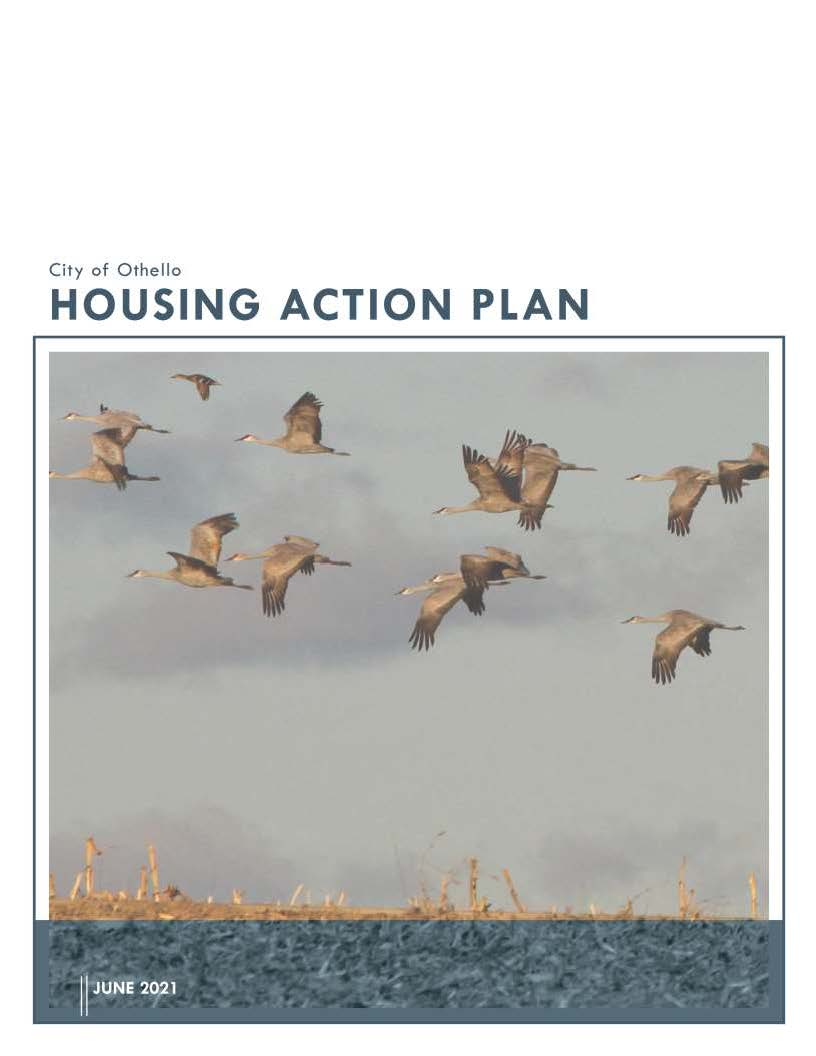 City of Othello
HOUSING ACTION PLAN
JUNE 2021